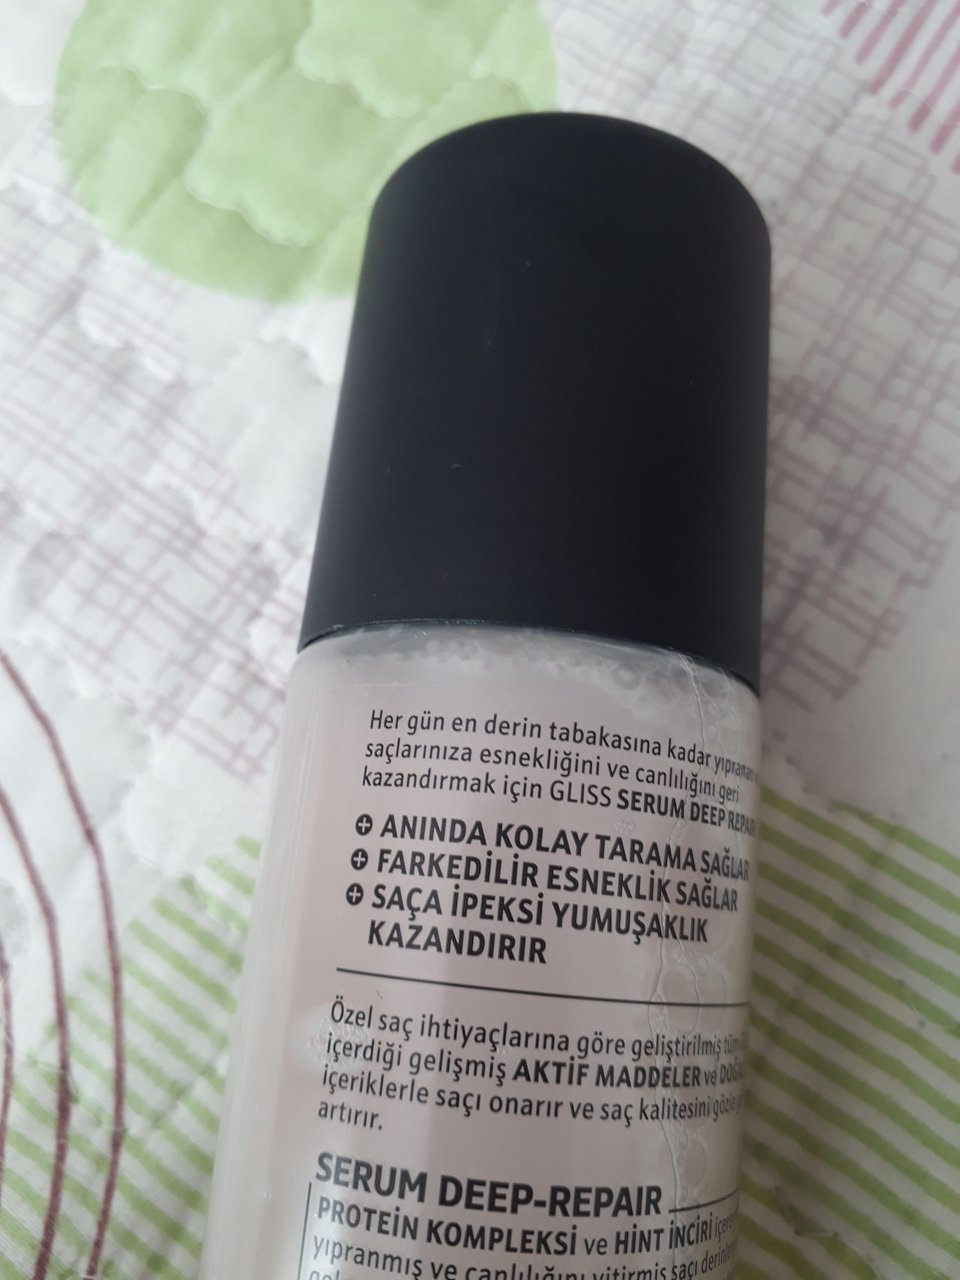 Her gün en derin tabakasına kadar yıpranan
saçlarınıza esnekliğini ve canlılığını geri
kazandırmak için GLISS SERUM DEEP REPAIR
ANINDA KOLAY TARAMA SAĞLAR
FARKEDİLİR ESNEKLİK SAĞLAR
SAÇA İPEKSİ YUMUŞAKLIK
KAZANDIRIR
Özel saç ihtiyaçlarına göre geliştirilmiş tüm
içerdiği gelişmiş AKTİF MADDELER ve
içeriklerle saçı onarır ve saç kalitesini gözle
artırır.
SERUM DEEP-REPAIR
PROTEİN KOMPLEKSİ ve HİNT İNCİRİ
yıpranmış ve canlılığını yitirmiş saçı